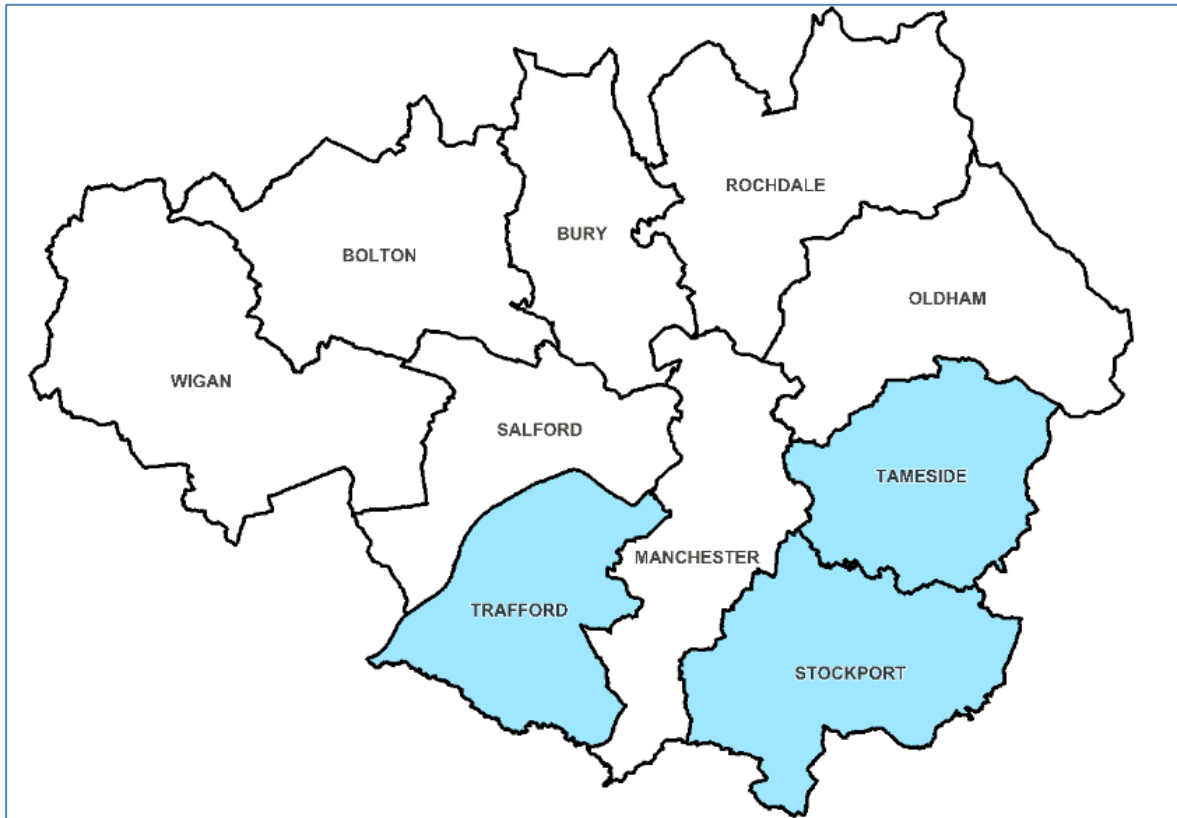 ROCHDALE
BURY
BOLTON
OLDHAM
WIGAN
SALFORD
TAMESIDE
MANCHESTER
TRAFFORD
STOCKPORT